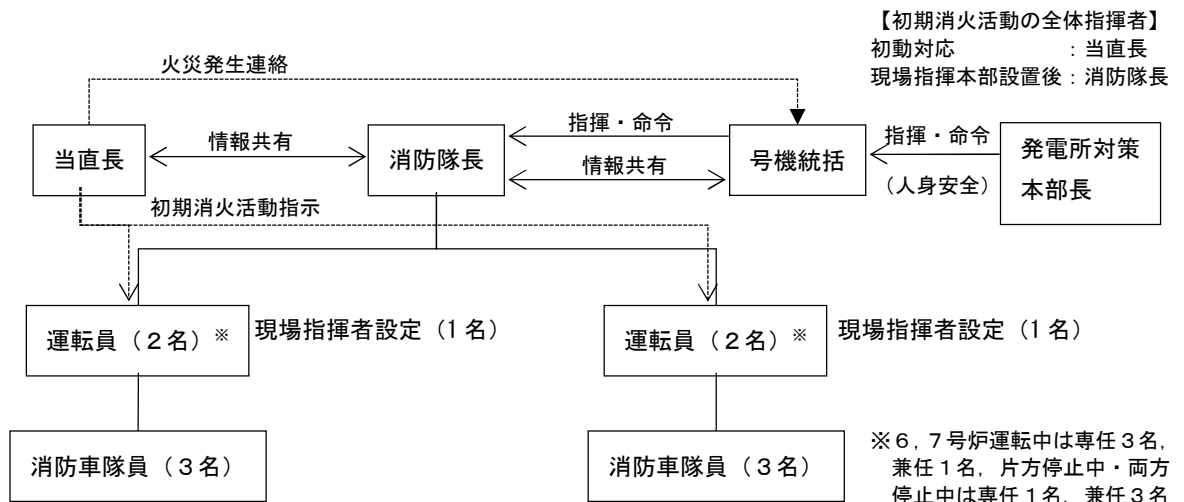 【初期消火活動の全体指揮者】
初動対応　　　　　：当直長
現場指揮本部設置後：消防隊長
火災発生連絡
当直長
情報共有
消防隊長
指揮・命令
情報共有
号機統括
指揮・命令
（人身安全）
発電所対策
本部長
初期消火活動指示
運転員（２名）※
現場指揮者設定（1名）
運転員（２名）※
現場指揮者設定（1名）
消防車隊員（３名）
消防車隊員（３名）
※６，７号炉運転中は専任３名，
兼任１名，片方停止中・両方
停止中は専任１名，兼任３名